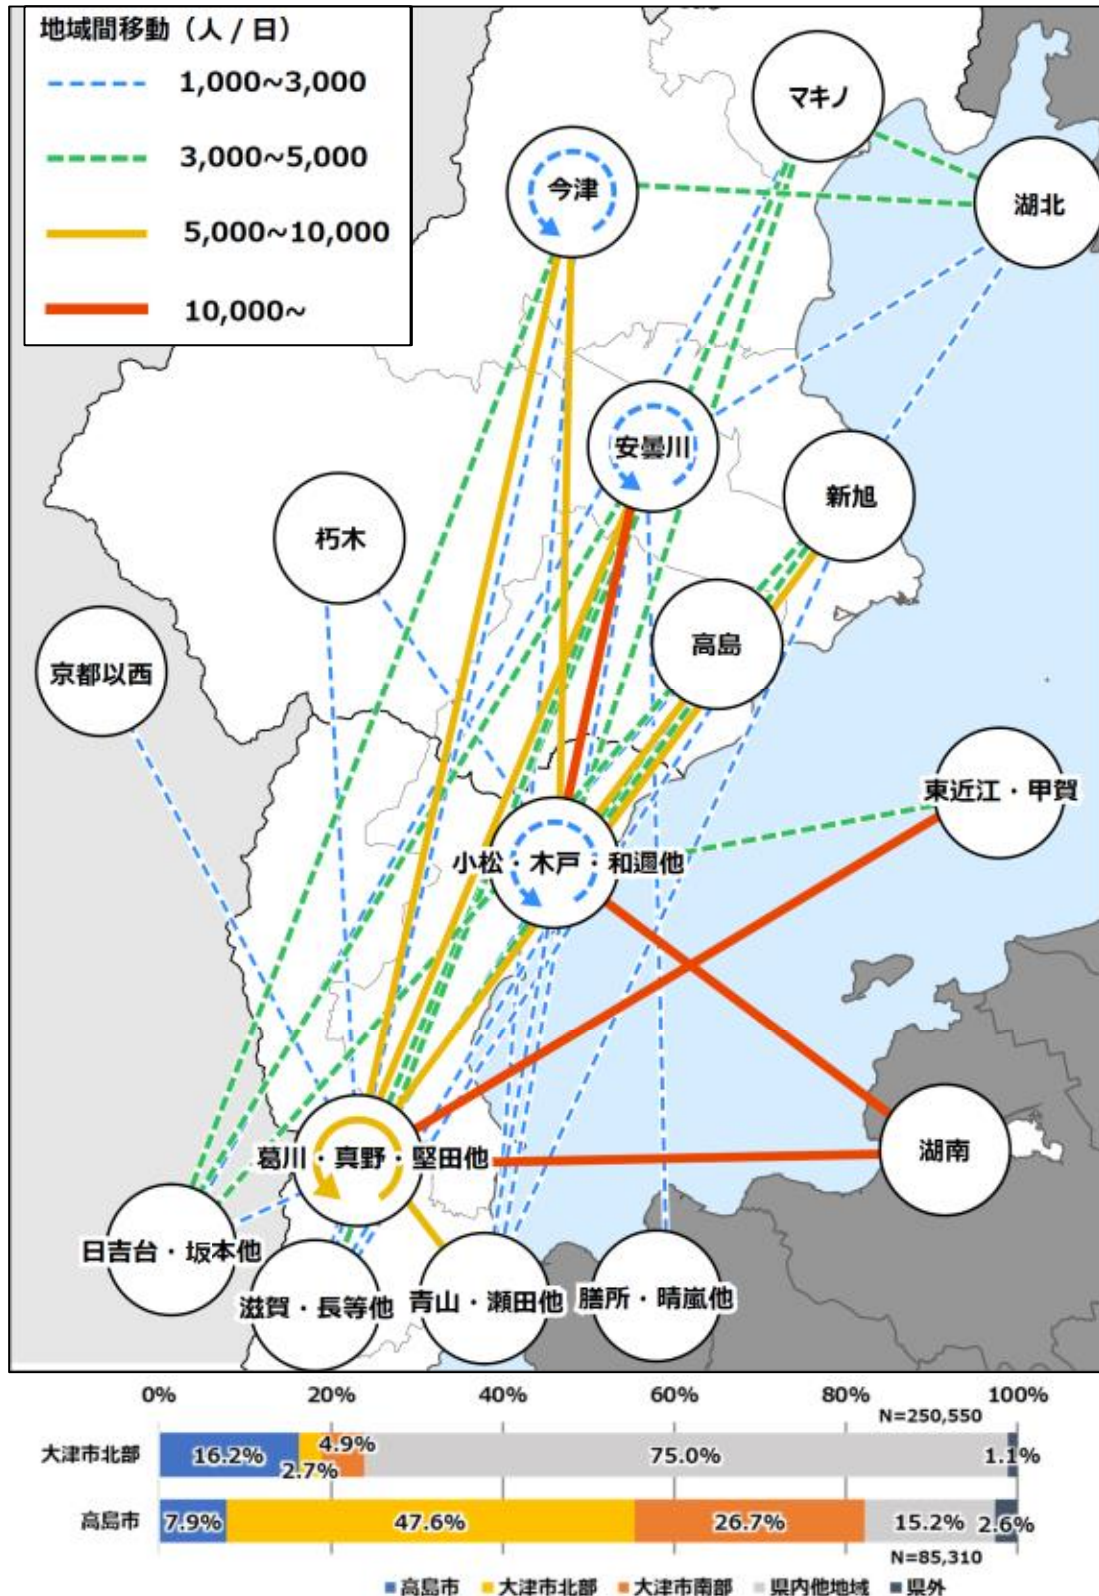 地域間移動（人 / 日）
1,000~3,000
3,000~5,000
5,000~10,000
10,000~
マキノ
今津
湖北
安曇川
新旭
朽木
高島
京都以西
東近江・甲賀
小松・木戸・和邇他
葛川・真野・堅田他
湖南
日吉台・坂本他
滋賀・長等他
青山・瀬田他
膳所・晴嵐他
0% 20% 40% 60% 80% 100%
N=250,550
大津市北部 16.2% 2.7% 4.9% 75.0% 1.1%
高島市 7.9% 47.6% 26.7% 15.2% 2.6%
N=85,310
高島市 大津市北部 大津市南部 県内他地域 県外